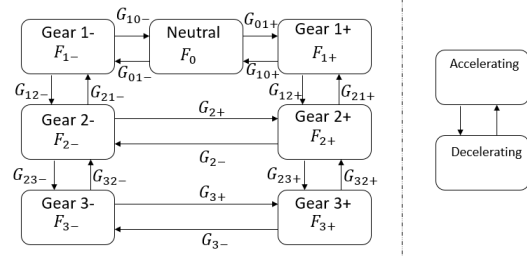 G10−
G01+
Gear 1-
Neutral
Gear 1+
F1−
F0
F1+
G01−
G10+
Accelerating
G12−
G21−
G12+
G21+
Gear 2-
G2+
Gear 2+
F2−
F2+
G2−
Decelerating
G23−
G32−
G23+
G32+
Gear 3-
G3+
Gear 3+
F3−
F3+
G3−